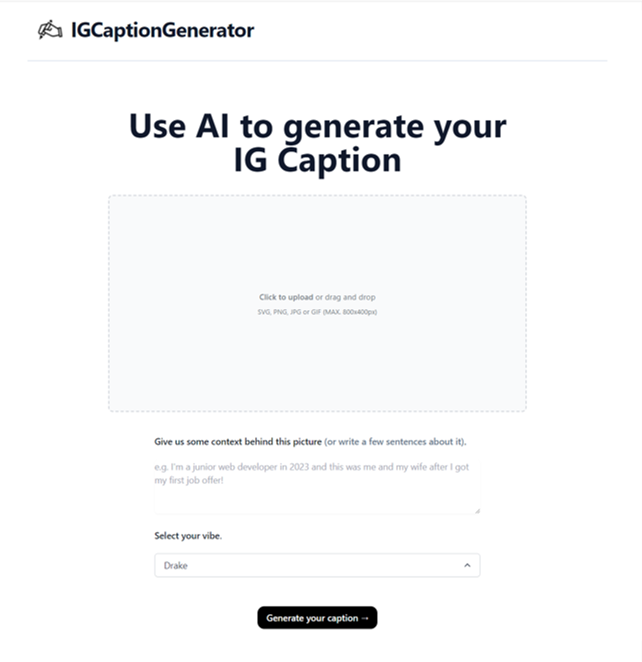 IGCaptionGenerator
Use AI to generate your
IG Caption
Click to upload or drag and drop
SVG, PNG, JPG or GIF (MAX. 800x400px)
Give us some context behind this picture (or write a few sentences about it).
e.g. I'm a junior web developer in 2023 and this was me and my wife after I got
my first job offer!
Select your vibe.
Drake
Generate your caption →